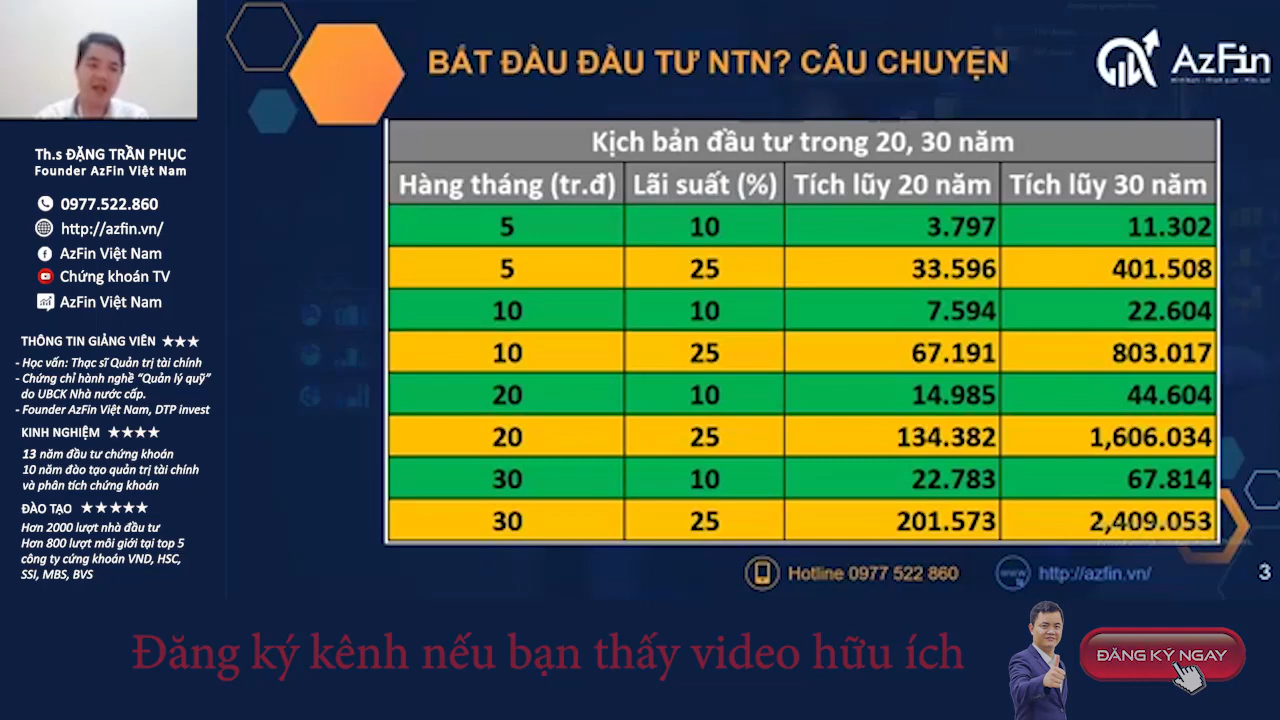 BẮT ĐẦU ĐẦU TƯ NTN? CÂU CHUYỆN
AzFin
Th.s ĐẶNG TRẦN PHỤC
Founder AzFin Việt Nam
0977.522.860
http://azfin.vn/
AzFin Việt Nam
Chứng khoán TV
AzFin Việt Nam
THÔNG TIN GIẢNG VIÊN ★★★
- Học vấn: Thạc sĩ Quản trị tài chính
- Chứng chỉ hành nghề “Quản lý quỹ”
do UBCK Nhà nước cấp.
- Founder AzFin Việt Nam, DTP invest
KINH NGHIỆM ★★★★
13 năm đầu tư chứng khoán
10 năm đào tạo quản trị tài chính
và phân tích chứng khoán
ĐÀO TẠO ★★★★★
Hơn 2000 lượt nhà đầu tư
Hơn 800 lượt môi giới tại top 5
công ty cứng khoán VND, HSC,
SSI, MBS, BVS
Kịch bản đầu tư trong 20, 30 năm
Hàng tháng (tr.đ) Lãi suất (%) Tích lũy 20 năm Tích lũy 30 năm
5 10 3.797 11.302
5 25 33.596 401.508
10 10 7.594 22.604
10 25 67.191 803.017
20 10 14.985 44.604
20 25 134.382 1,606.034
30 10 22.783 67.814
30 25 201.573 2,409.053
Hotline 0977 522 860 http://azfin.vn/ 3
Đăng ký kênh nếu bạn thấy video hữu ích
ĐĂNG KÝ NGAY